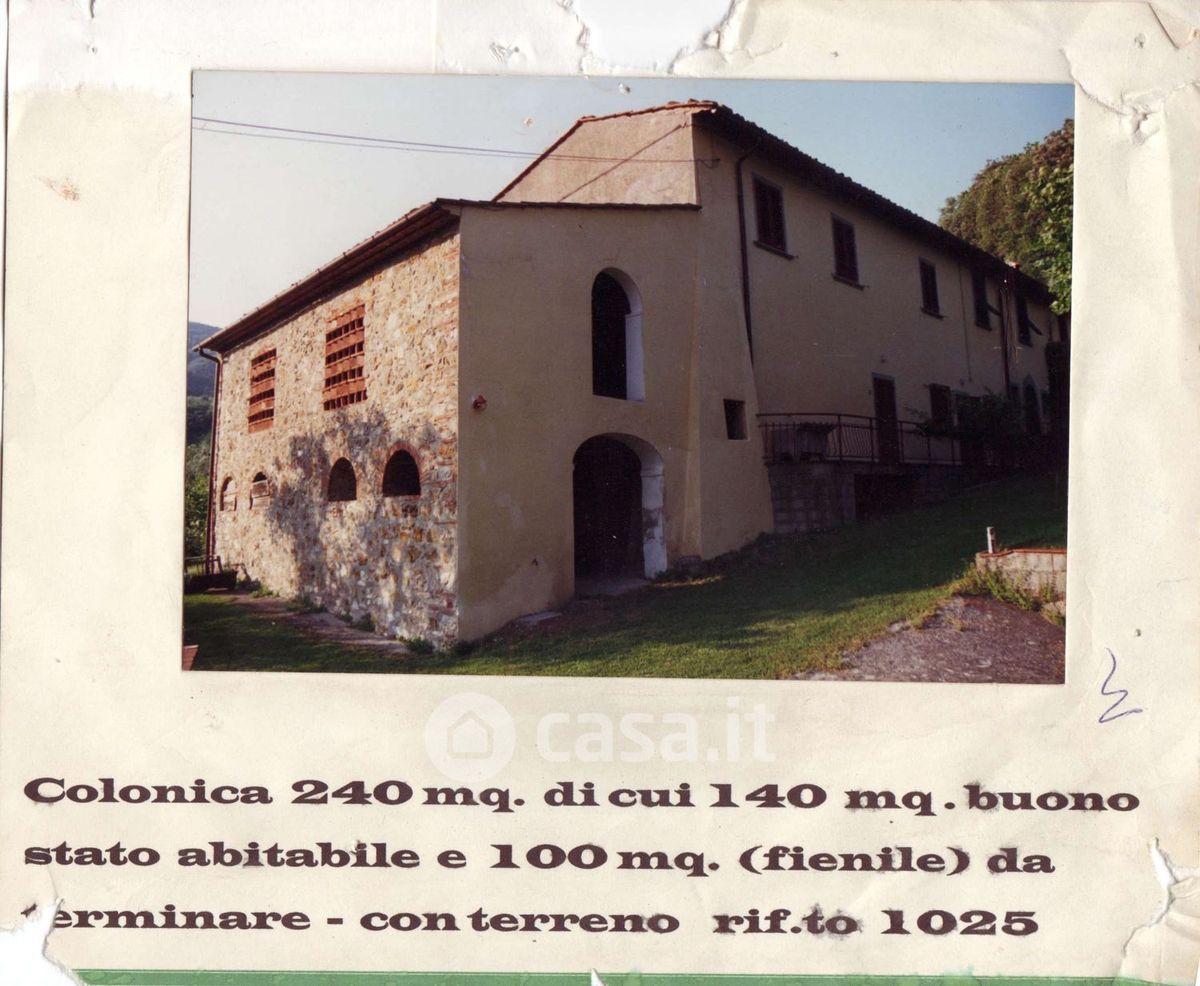 casa.it
Colonica 240 mq. di cui 140 mq. buono
stato abitabile e 100 mq. (fienile) da
terminare - con terreno rif.to 1025